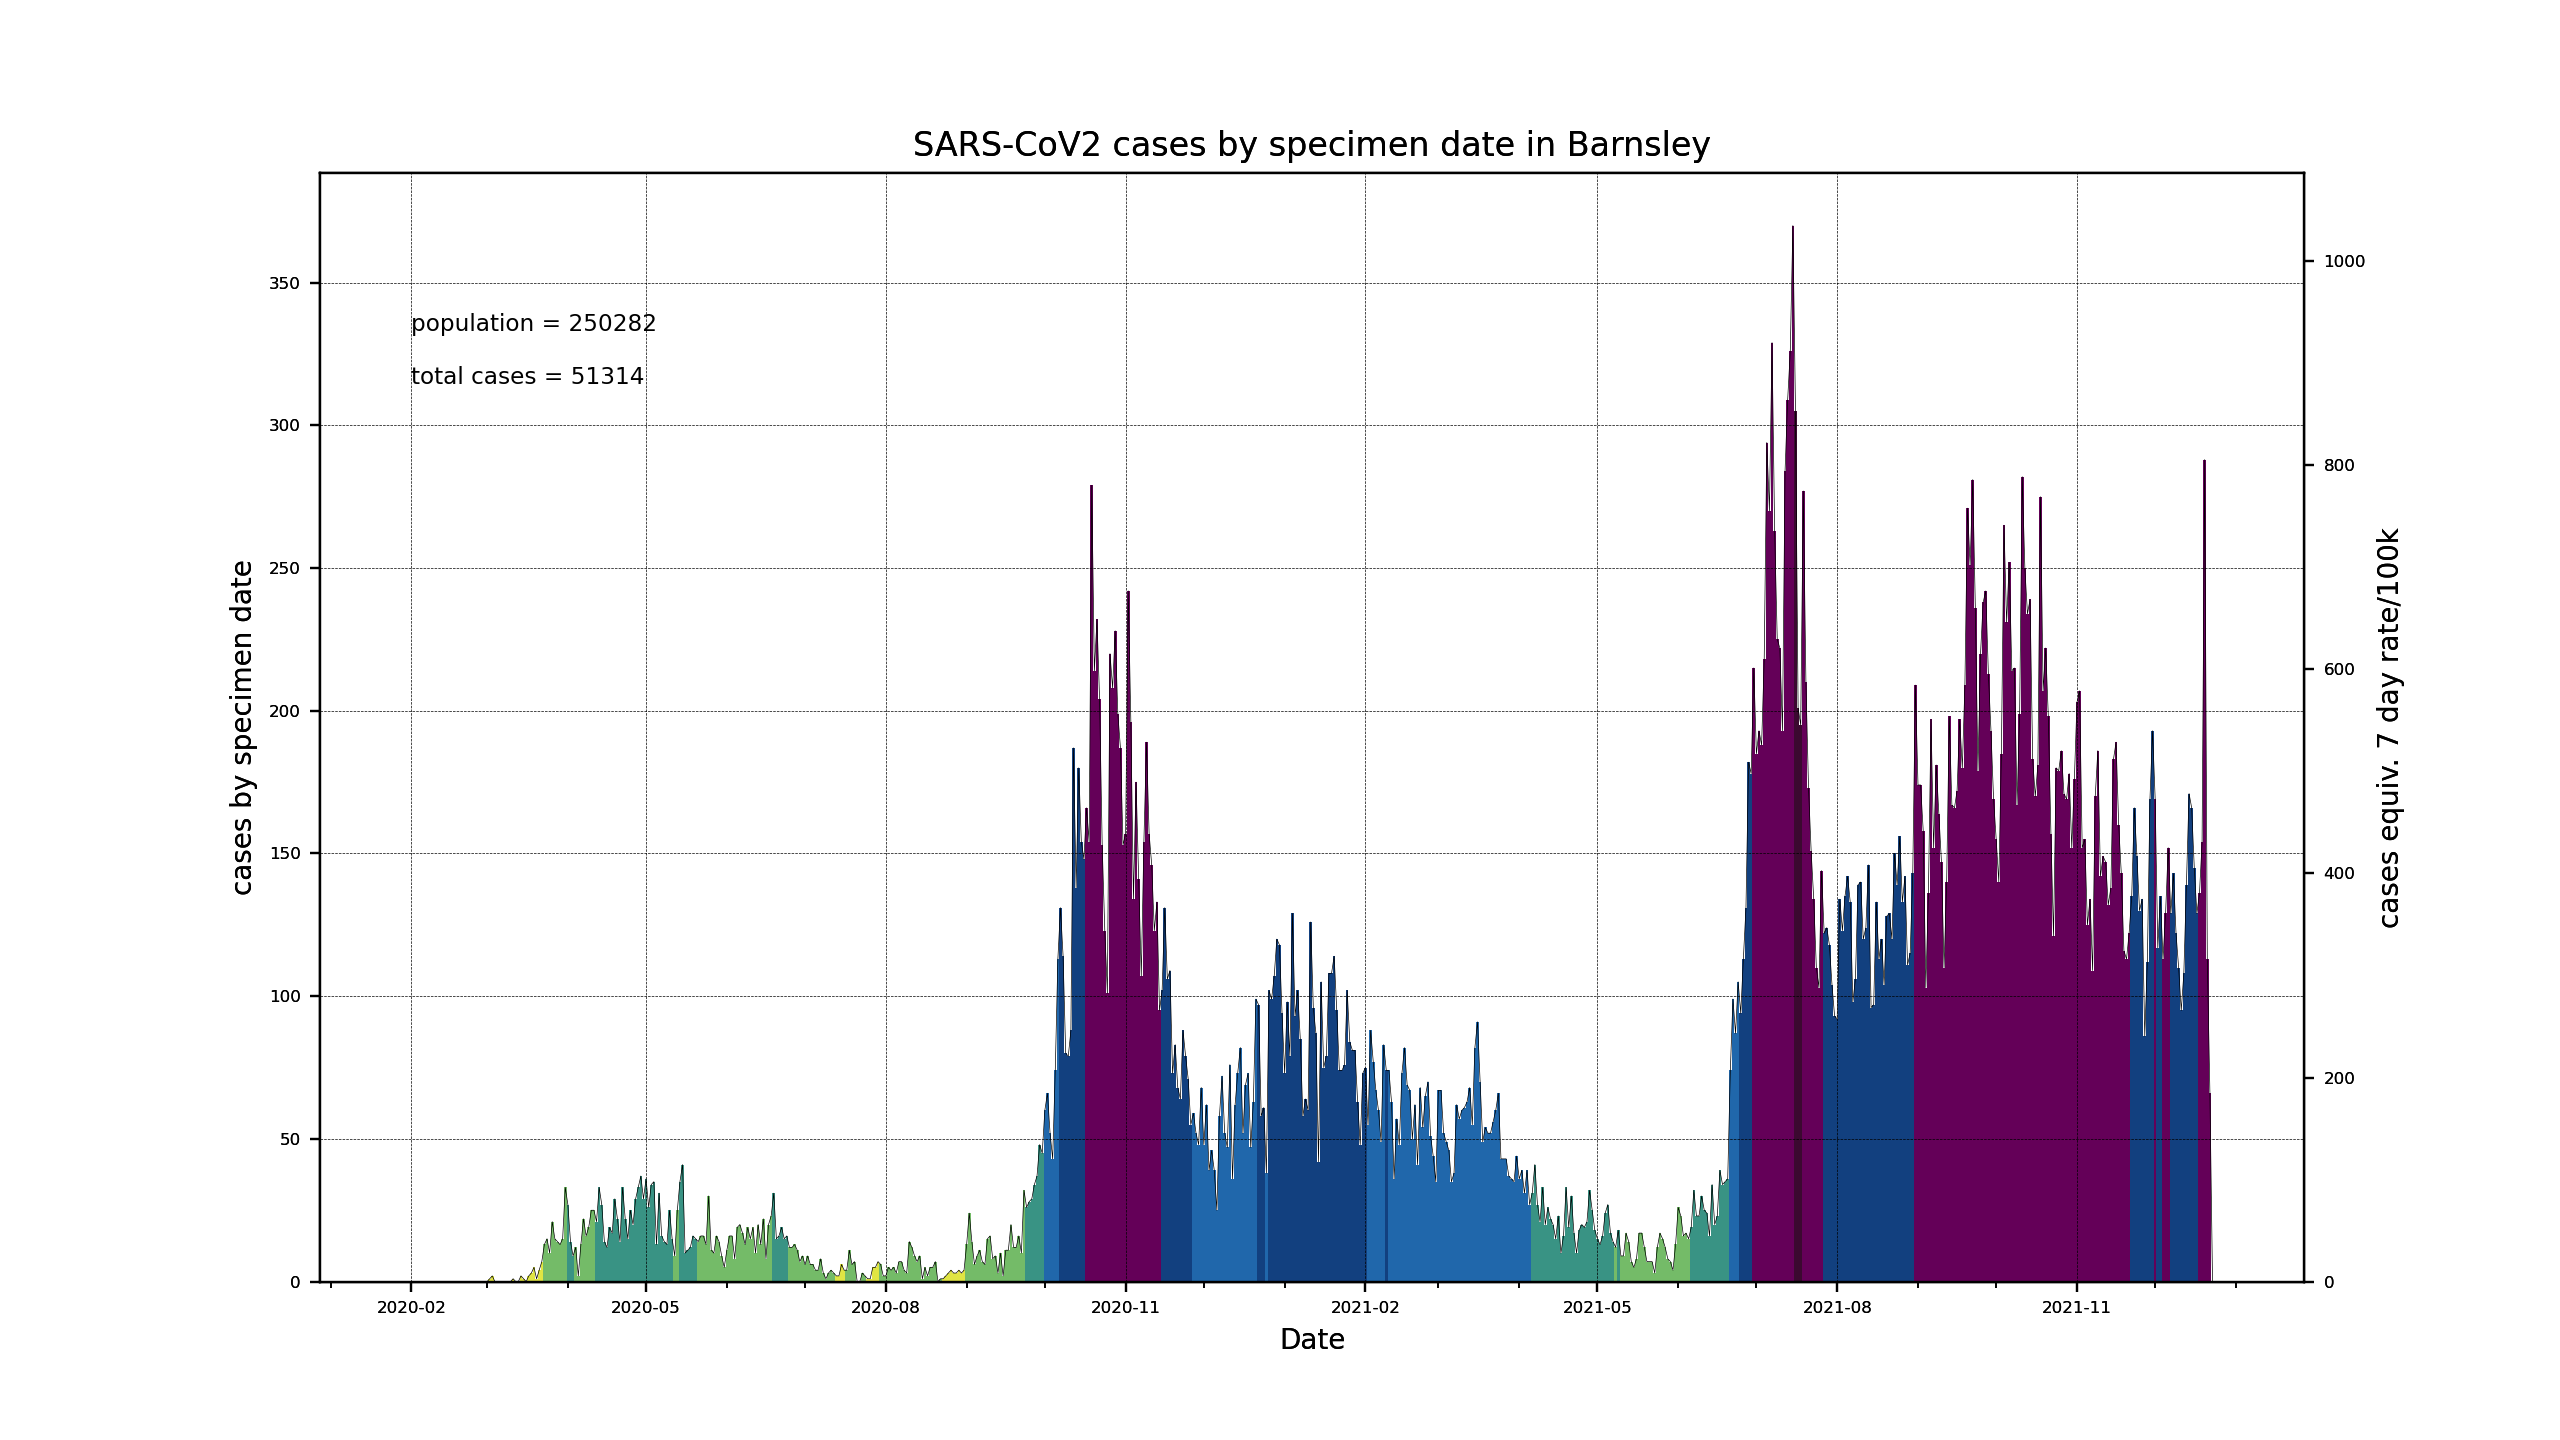 SARS-CoV2 cases by specimen date in Barnsley
population = 250282
total cases = 51314
cases by specimen date
350
300
250
200
150
100
50
0
1000
800
600
400
200
0
cases equiv. 7 day rate/100k
2020-02 2020-05 2020-08 2020-11 2021-02 2021-05 2021-08 2021-11
Date